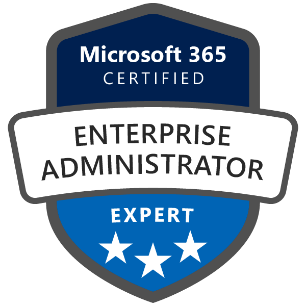 Microsoft 365
CERTIFIED
ENTERPRISE
ADMINISTRATOR
EXPERT